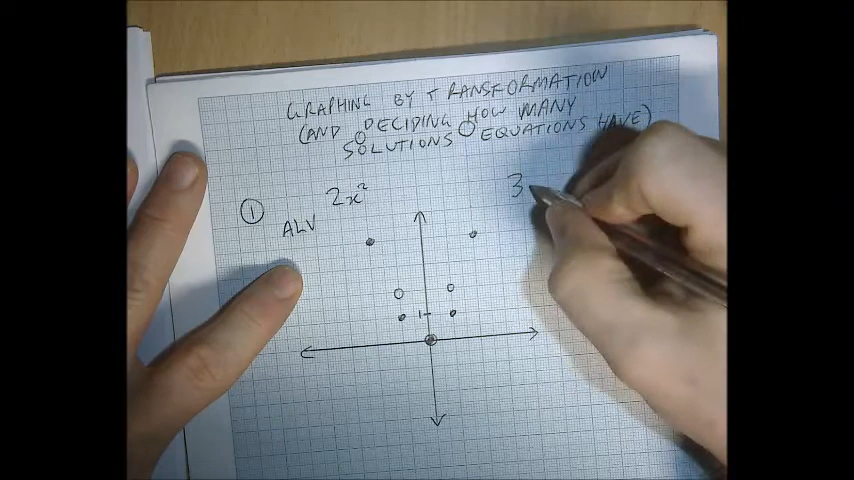 GRAPHING BY TRANSFORMATION
(AND DECIDING HOW MANY
SOLUTIONS EQUATIONS HAVE)
① 2x² 3
ALV
1